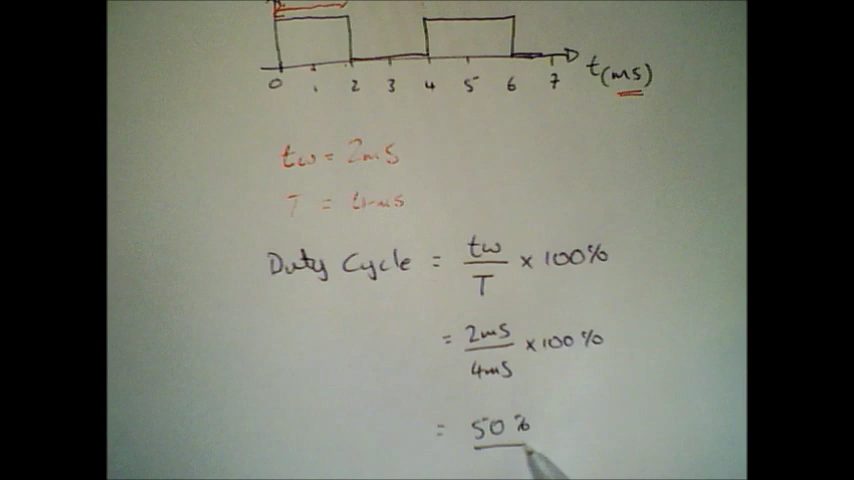 0 1 2 3 4 5 6 7 t(ms)
tw = 2ms
T = 4ms
Duty Cycle = tw/T × 100%
= 2ms/4ms × 100%
= 50%